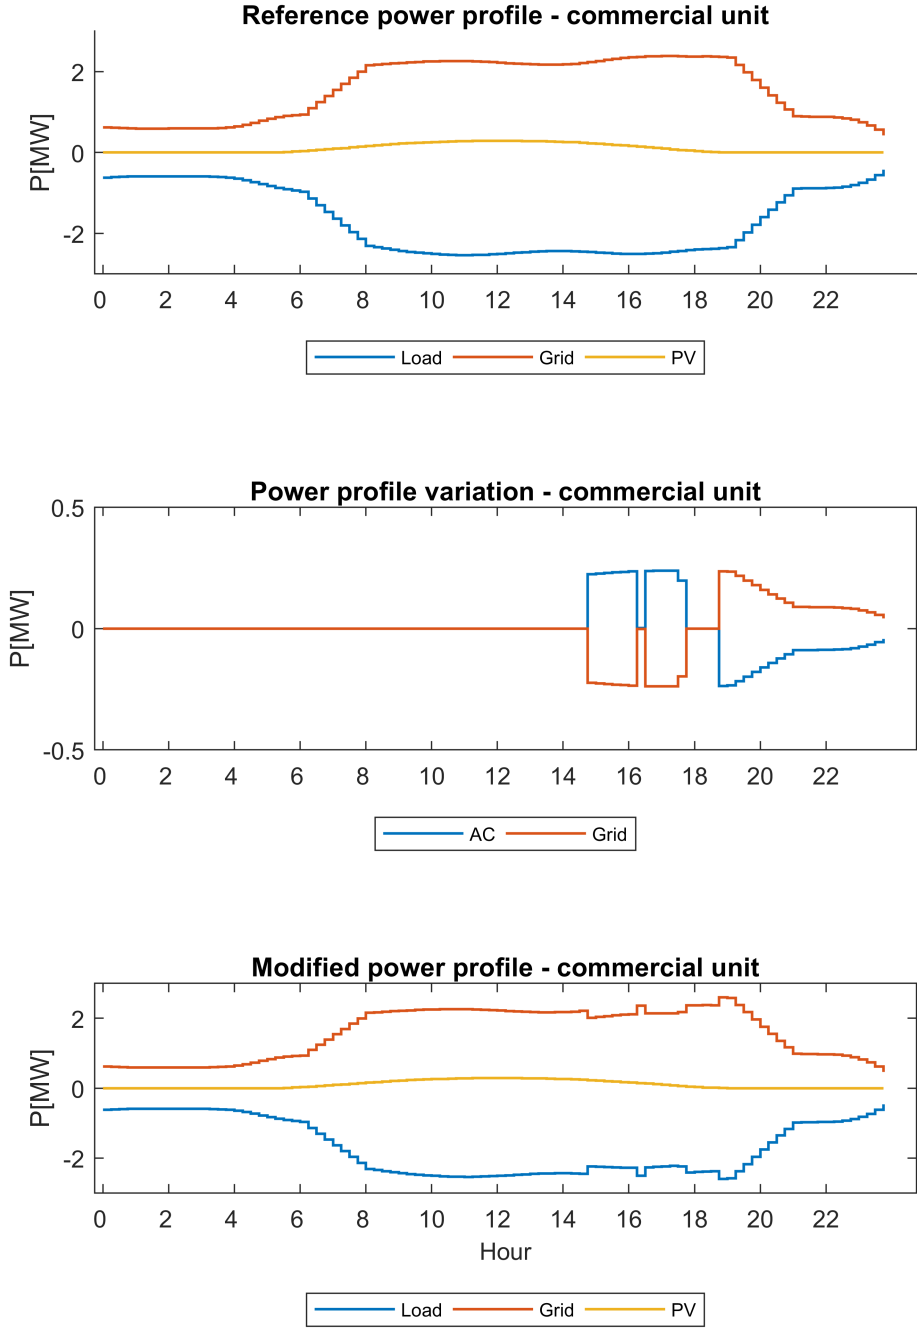 Reference power profile - commercial unit
P[MW]
2
0
-2
0 2 4 6 8 10 12 14 16 18 20 22
Load Grid PV
Power profile variation - commercial unit
P[MW]
0.5
0
-0.5
0 2 4 6 8 10 12 14 16 18 20 22
AC Grid
Modified power profile - commercial unit
P[MW]
2
0
-2
0 2 4 6 8 10 12 14 16 18 20 22
Hour
Load Grid PV